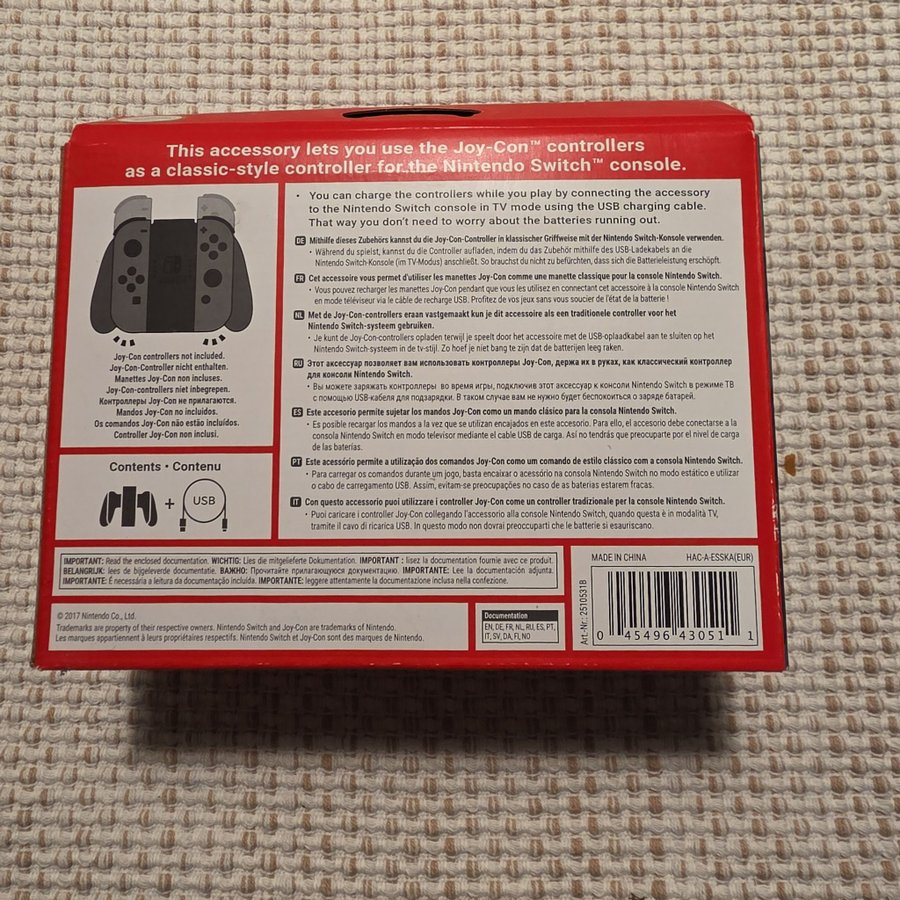 This accessory lets you use the Joy-Con™ controllers
as a classic-style controller for the Nintendo Switch™ console.
Joy-Con controllers not included.
Joy-Con-Controller nicht enthalten.
Manettes Joy-Con non incluses.
Joy-Con-controllers niet inbegrepen.
Контроллеры Joy-Con не прилагаются.
Mandos Joy-Con no incluidos.
Os comandos Joy-Con não estão incluídos.
Controller Joy-Con non inclusi.
Contents • Contenu
+ USB
• You can charge the controllers while you play by connecting the accessory
to the Nintendo Switch console in TV mode using the USB charging cable.
That way you don't need to worry about the batteries running out.
DE Mithilfe dieses Zubehörs kannst du die Joy-Con-Controller in klassischer Griffweise mit der Nintendo Switch-Konsole verwenden.
• Während du spielst, kannst du die Controller aufladen, indem du das Zubehör mithilfe des USB-Ladekabels an die
Nintendo Switch-Konsole (im TV-Modus) anschließt. So brauchst du nicht zu befürchten, dass sich die Batterieleistung erschöpft.
FR Cet accessoire vous permet d'utiliser les manettes Joy-Con comme une manette classique pour la console Nintendo Switch.
• Vous pouvez recharger les manettes Joy-Con pendant que vous les utilisez en connectant cet accessoire à la console Nintendo Switch
en mode téléviseur via le câble de recharge USB. Profitez de vos jeux sans vous soucier de l'état de la batterie !
NL Met de Joy-Con-controllers eraan vastgemaakt kun je dit accessoire als een traditionele controller voor het
Nintendo Switch-systeem gebruiken.
• Je kunt de Joy-Con-controllers opladen terwijl je speelt door het accessoire met de USB-oplaadkabel aan te sluiten op het
Nintendo Switch-systeem in de tv-stijl. Zo hoef je niet bang te zijn dat de batterijen leeg raken.
RU Этот аксессуар позволяет вам использовать контроллеры Joy-Con, держа их в руках, как классический контроллер
для консоли Nintendo Switch.
• Вы можете заряжать контроллеры во время игры, подключив этот аксессуар к консоли Nintendo Switch в режиме ТВ
с помощью USB-кабеля для подзарядки. В таком случае вам не нужно будет беспокоиться о заряде батарей.
ES Este accesorio permite sujetar los mandos Joy-Con como un mando clásico para la consola Nintendo Switch.
• Es posible recargar los mandos a la vez que se utilizan encajados en este accesorio. Para ello, el accesorio debe conectarse a la
consola Nintendo Switch en modo televisor mediante el cable USB de carga. Así no tendrás que preocuparte por el nivel de carga
de las baterías.
PT Este acessório permite a utilização dos comandos Joy-Con como um comando de estilo clássico com a consola Nintendo Switch.
• Para carregar os comandos durante um jogo, basta encaixar o acessório na consola Nintendo Switch no modo estático e utilizar
o cabo de carregamento USB. Assim, evitam-se preocupações no caso de as baterias estarem fracas.
IT Con questo accessorio puoi utilizzare i controller Joy-Con come un controller tradizionale per la console Nintendo Switch.
• Puoi caricare i controller Joy-Con collegando l'accessorio alla console Nintendo Switch, quando questa è in modalità TV,
tramite il cavo di ricarica USB. In questo modo non dovrai preoccuparti che le batterie si esauriscano.
IMPORTANT: Read the enclosed documentation. WICHTIG: Lies die mitgelieferte Dokumentation. IMPORTANT : lisez la documentation fournie avec ce produit.
BELANGRIJK: lees de bijgeleverde documentatie. ВАЖНО: Прочитайте прилагающуюся документацию. IMPORTANTE: Lee la documentación adjunta.
IMPORTANTE: É necessária a leitura da documentação incluída. IMPORTANTE: leggere attentamente la documentazione inclusa nella confezione.
© 2017 Nintendo Co., Ltd.
Trademarks are property of their respective owners. Nintendo Switch and Joy-Con are trademarks of Nintendo.
Les marques appartiennent à leurs propriétaires respectifs. Nintendo Switch et Joy-Con sont des marques de Nintendo.
Documentation
EN, DE, FR, NL, RU, ES, PT,
IT, SV, DA, FI, NO
MADE IN CHINA HAC-A-ESSKA(EUR)
Art.-Nr.: 2510531B
0 45496 43051 1